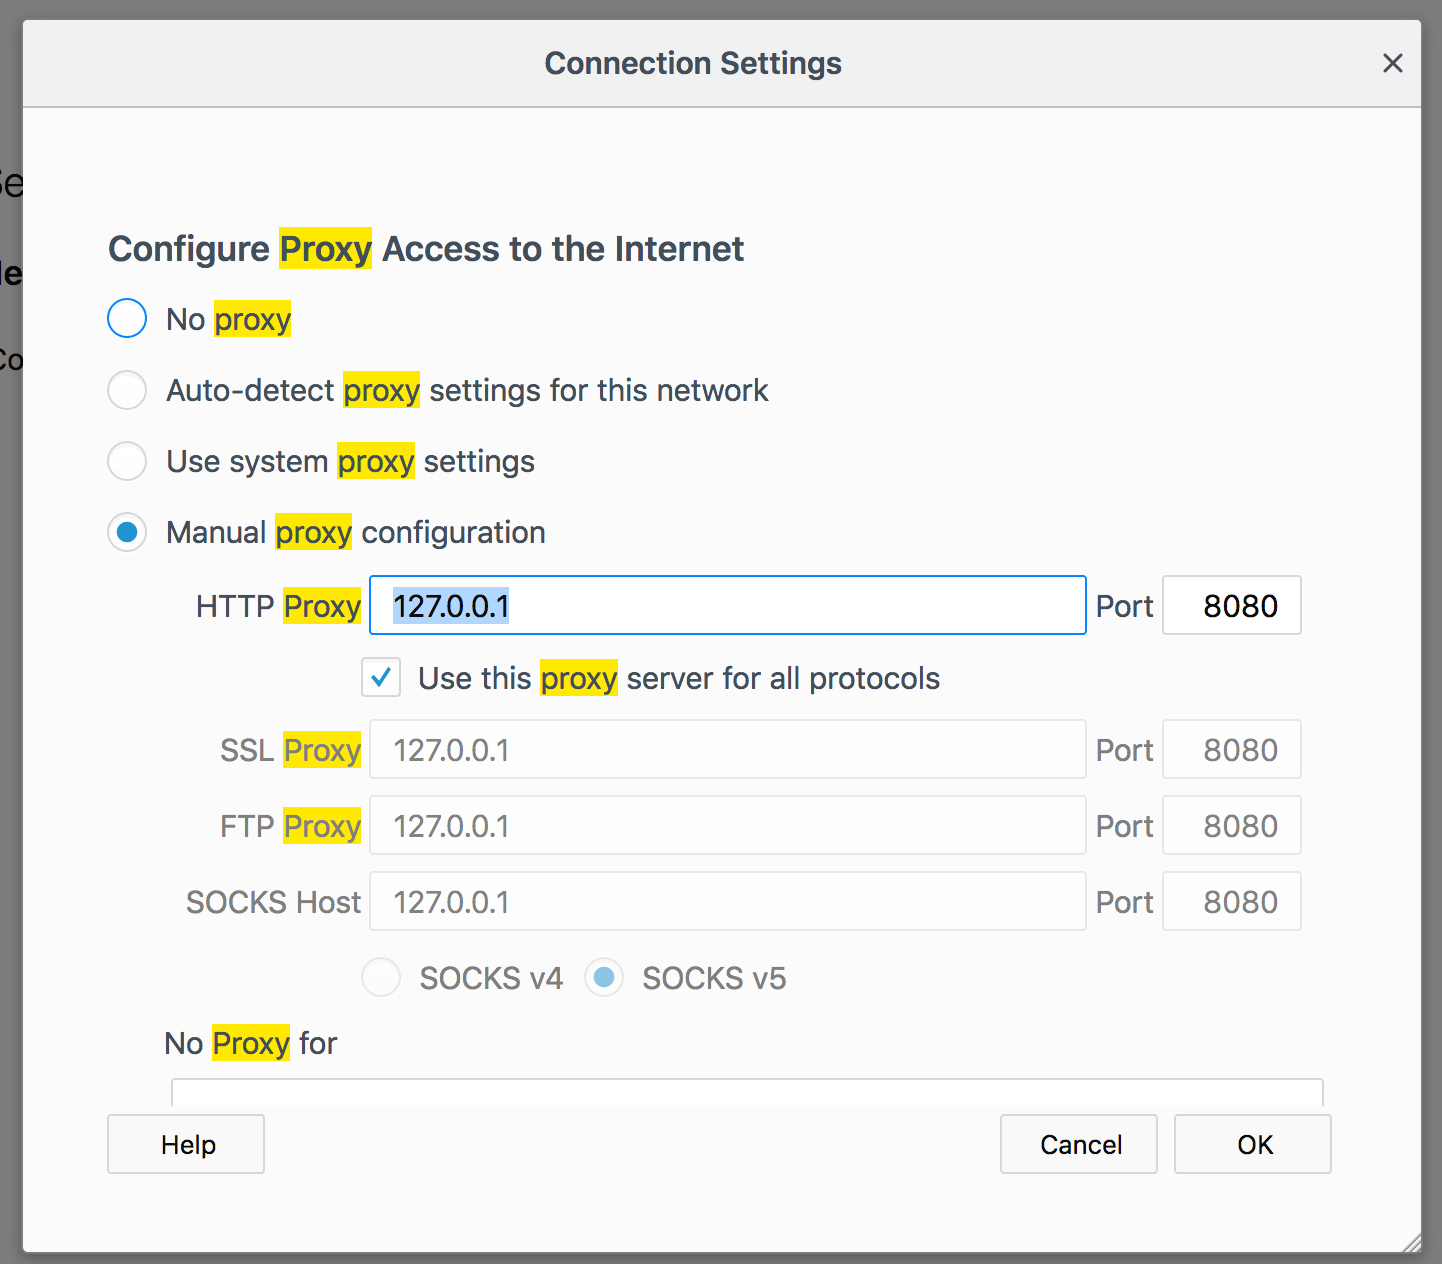 Connection Settings
Configure Proxy Access to the Internet
No proxy
Auto-detect proxy settings for this network
Use system proxy settings
Manual proxy configuration
HTTP Proxy 127.0.0.1 Port 8080
Use this proxy server for all protocols
SSL Proxy 127.0.0.1 Port 8080
FTP Proxy 127.0.0.1 Port 8080
SOCKS Host 127.0.0.1 Port 8080
SOCKS v4 SOCKS v5
No Proxy for
Help Cancel OK